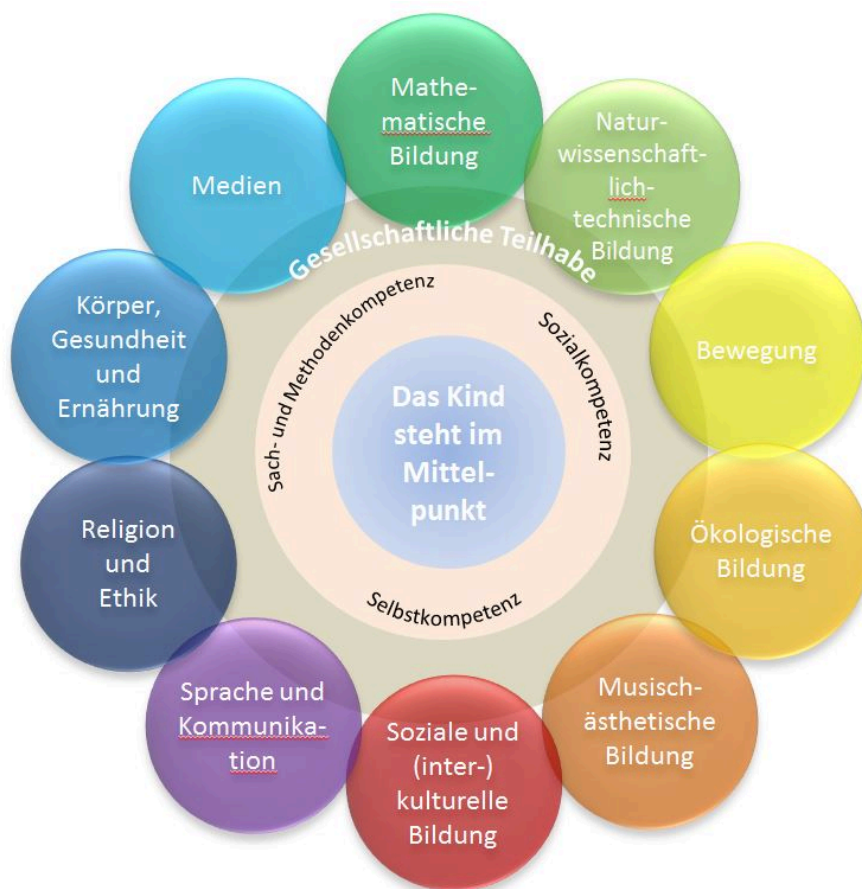 Mathe-
matische
Bildung
Natur-
wissenschaft-
lich-
technische
Bildung
Bewegung
Ökologische
Bildung
Musisch-
ästhetische
Bildung
Soziale und
(inter-)
kulturelle
Bildung
Sprache und
Kommunika-
tion
Religion
und
Ethik
Körper,
Gesundheit
und
Ernährung
Medien
Gesellschaftliche Teilhabe
Sach- und Methodenkompetenz
Sozialkompetenz
Selbstkompetenz
Das Kind
steht im
Mittel-
punkt